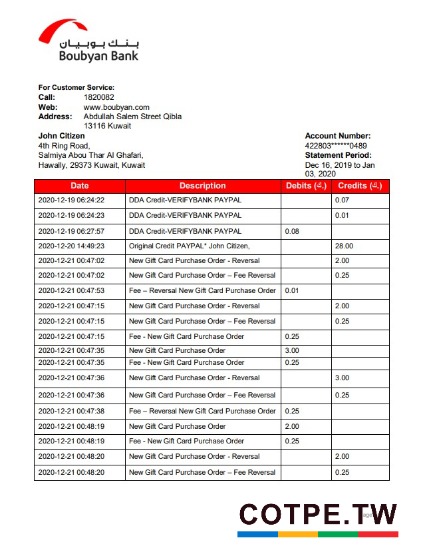 بنك بوبيان
Boubyan Bank
For Customer Service:
Call: 1820082
Web: www.boubyan.com
Address: Abdullah Salem Street Qibla
13116 Kuwait
John Citizen
4th Ring Road,
Salmiya Abou Thar Al Ghafari,
Hawally, 29373 Kuwait, Kuwait
Account Number:
422803******0489
Statement Period:
Dec 16, 2019 to Jan
03, 2020
Date Description Debits (د.) Credits (د.)
2020-12-19 06:24:22 DDA Credit-VERIFYBANK PAYPAL 0.07
2020-12-19 06:24:23 DDA Credit-VERIFYBANK PAYPAL 0.01
2020-12-19 06:27:57 DDA Credit-VERIFYBANK PAYPAL 0.08
2020-12-20 14:49:23 Original Credit PAYPAL* John Citizen, 28.00
2020-12-21 00:47:02 New Gift Card Purchase Order - Reversal 2.00
2020-12-21 00:47:02 New Gift Card Purchase Order – Fee Reversal 0.25
2020-12-21 00:47:53 Fee – Reversal New Gift Card Purchase Order 0.01
2020-12-21 00:47:15 New Gift Card Purchase Order - Reversal 2.00
2020-12-21 00:47:15 New Gift Card Purchase Order – Fee Reversal 0.25
2020-12-21 00:47:15 Fee - New Gift Card Purchase Order 0.25
2020-12-21 00:47:35 New Gift Card Purchase Order 3.00
2020-12-21 00:47:35 Fee - New Gift Card Purchase Order 0.25
2020-12-21 00:47:36 New Gift Card Purchase Order - Reversal 3.00
2020-12-21 00:47:36 New Gift Card Purchase Order – Fee Reversal 0.25
2020-12-21 00:47:38 Fee – Reversal New Gift Card Purchase Order 0.25
2020-12-21 00:48:19 New Gift Card Purchase Order 2.00
2020-12-21 00:48:19 Fee - New Gift Card Purchase Order 0.25
2020-12-21 00:48:20 New Gift Card Purchase Order - Reversal 2.00
2020-12-21 00:48:20 New Gift Card Purchase Order – Fee Reversal 0.25
COTPE.TW